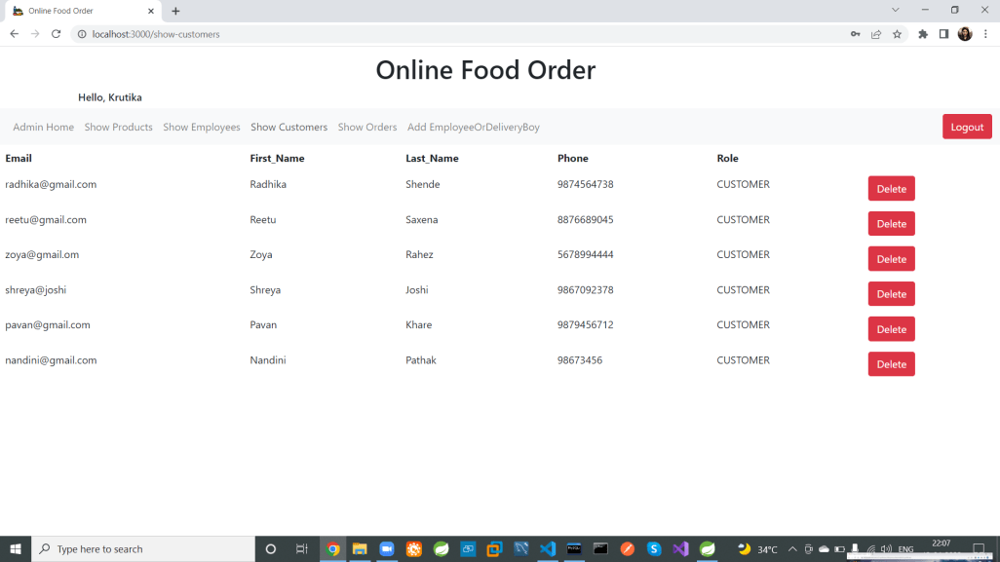 Online Food Order
localhost:3000/show-customers
Online Food Order
Hello, Krutika
Admin Home Show Products Show Employees Show Customers Show Orders Add EmployeeOrDeliveryBoy Logout
Email First_Name Last_Name Phone Role
radhika@gmail.com Radhika Shende 9874564738 CUSTOMER Delete
reetu@gmail.com Reetu Saxena 8876689045 CUSTOMER Delete
zoya@gmail.om Zoya Rahez 5678994444 CUSTOMER Delete
shreya@joshi Shreya Joshi 9867092378 CUSTOMER Delete
pavan@gmail.com Pavan Khare 9879456712 CUSTOMER Delete
nandini@gmail.com Nandini Pathak 98673456 CUSTOMER Delete
Type here to search 34°C ENG 22:07